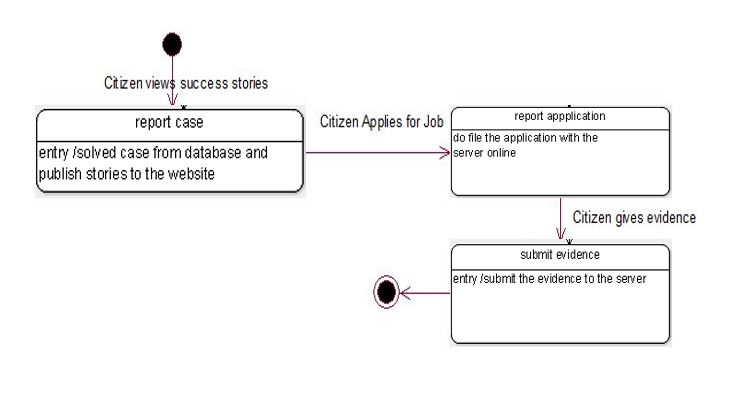 Citizen views success stories
report case
entry /solved case from database and
publish stories to the website
Citizen Applies for Job
report appplication
do file the application with the
server online
Citizen gives evidence
submit evidence
entry /submit the evidence to the server